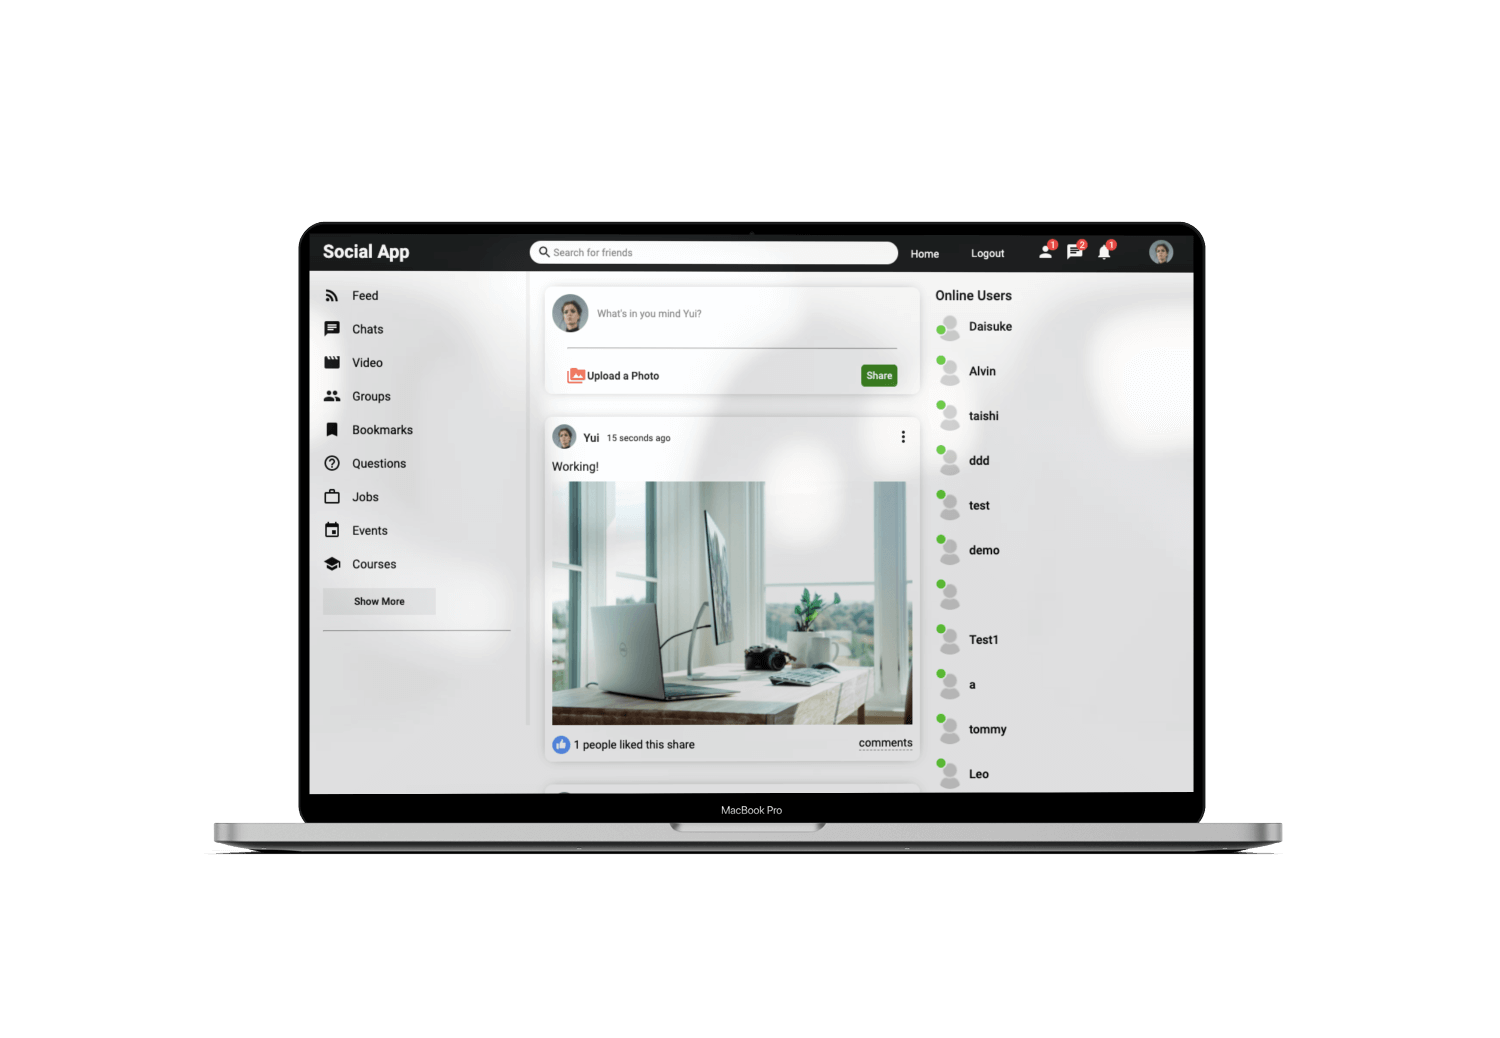 Social App
Search for friends
Home
Logout
1
2
1
Feed
Chats
Video
Groups
Bookmarks
Questions
Jobs
Events
Courses
Show More
What's in you mind Yui?
Upload a Photo
Share
Yui 15 seconds ago
Working!
DELL
1 people liked this share
comments
Online Users
Daisuke
Alvin
taishi
ddd
test
demo
Test1
a
tommy
Leo
MacBook Pro